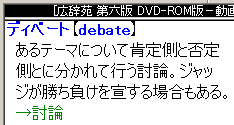 [広辞苑 第六版 DVD-ROM版－動画
ディベート【debate】
あるテーマについて肯定側と否定
側とに分かれて行う討論。ジャッ
ジが勝ち負けを宣する場合もある。
→討論